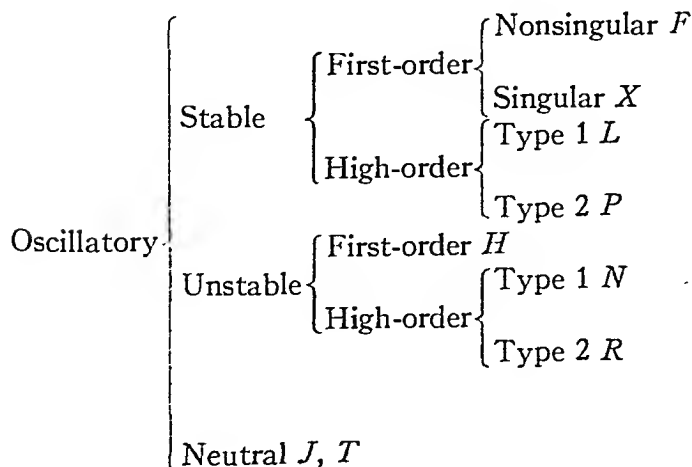 Nonsingular F
First-order
Singular X
Stable
Type 1 L
High-order
Type 2 P
Oscillatory
First-order H
Unstable
Type 1 N
High-order
Type 2 R
Neutral J, T